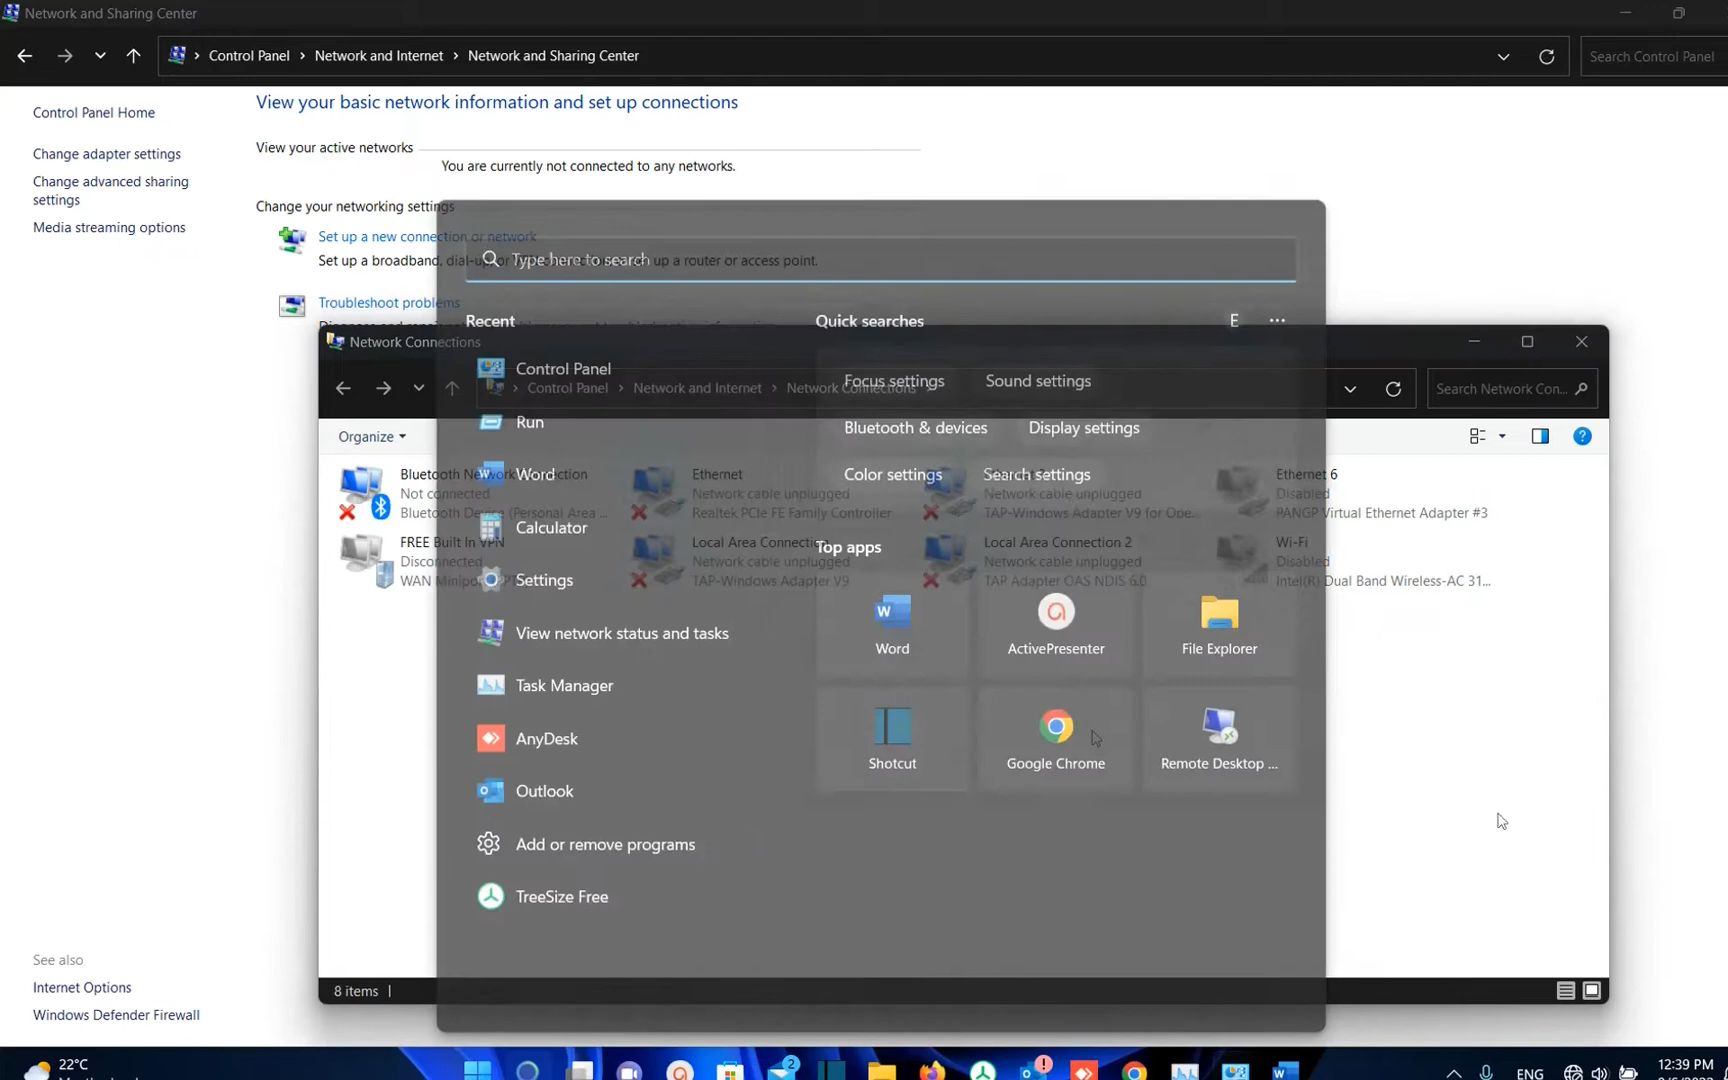 Network and Sharing Center
Control Panel > Network and Internet > Network and Sharing Center
Search Control Panel
Control Panel Home
Change adapter settings
Change advanced sharing
settings
Media streaming options
View your basic network information and set up connections
View your active networks
You are currently not connected to any networks.
Change your networking settings
Set up a new connection or network
Set up a broadband, dial-up, or up a router or access point.
Troubleshoot problems
Type here to search
Recent
Control Panel
Run
Word
Calculator
Settings
View network status and tasks
Task Manager
AnyDesk
Outlook
Add or remove programs
TreeSize Free
Quick searches
E
...
Focus settings
Sound settings
Bluetooth & devices
Display settings
Color settings
Search settings
Top apps
Word
ActivePresenter
File Explorer
Shotcut
Google Chrome
Remote Desktop ...
Network Connections
Control Panel > Network and Internet > Network Connections
Search Network Con...
Organize
Bluetooth Network Connection
Not connected
Bluetooth Device (Personal Area ...
Ethernet
Network cable unplugged
Realtek PCIe FE Family Controller
Network cable unplugged
TAP-Windows Adapter V9 for Ope...
Ethernet 6
Disabled
PANGP Virtual Ethernet Adapter #3
FREE Built In VPN
Disconnected
WAN
Local Area Connection
Network cable unplugged
TAP-Windows Adapter V9
Local Area Connection 2
Network cable unplugged
TAP Adapter OAS NDIS 6.0
Wi-Fi
Disabled
Intel(R) Dual Band Wireless-AC 31...
8 items
See also
Internet Options
Windows Defender Firewall
22°C
2
ENG
12:39 PM